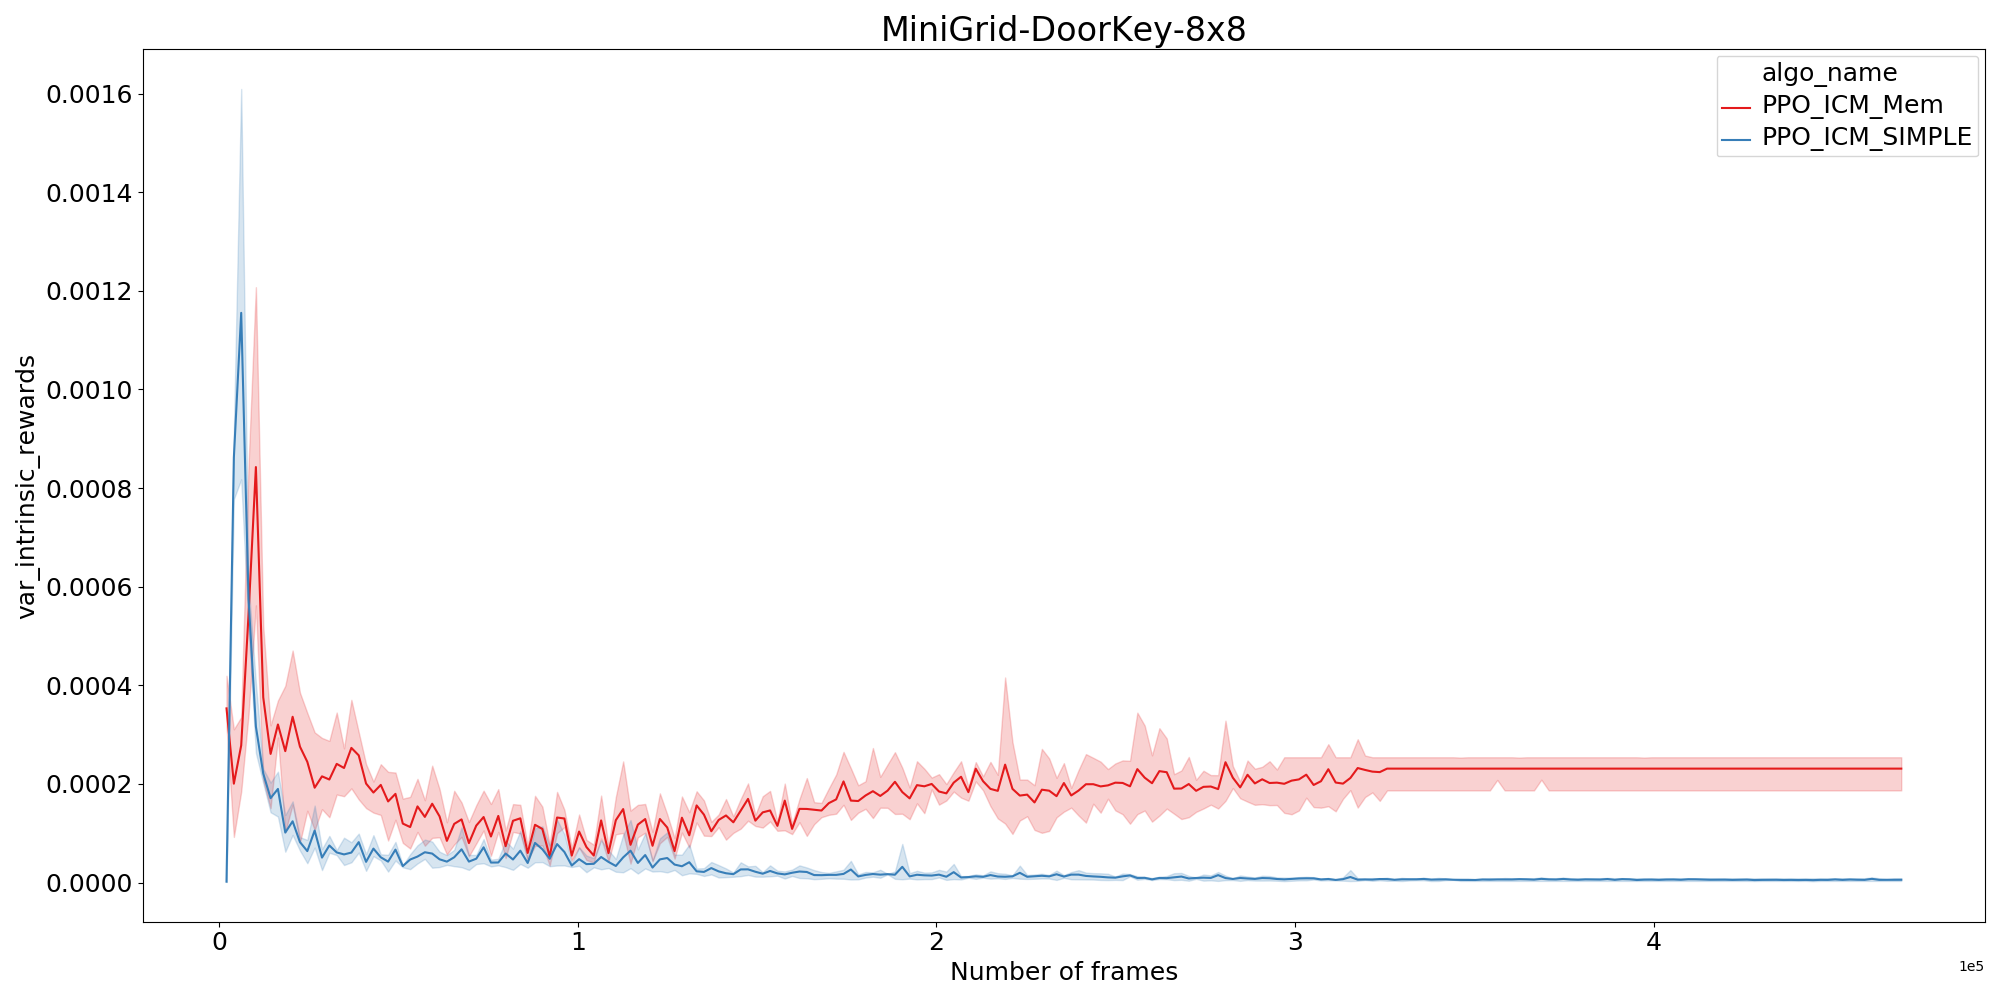 MiniGrid-DoorKey-8x8
algo_name
PPO_ICM_Mem
PPO_ICM_SIMPLE
var_intrinsic_rewards
0.0016
0.0014
0.0012
0.0010
0.0008
0.0006
0.0004
0.0002
0.0000
0 1 2 3 4
1e5
Number of frames